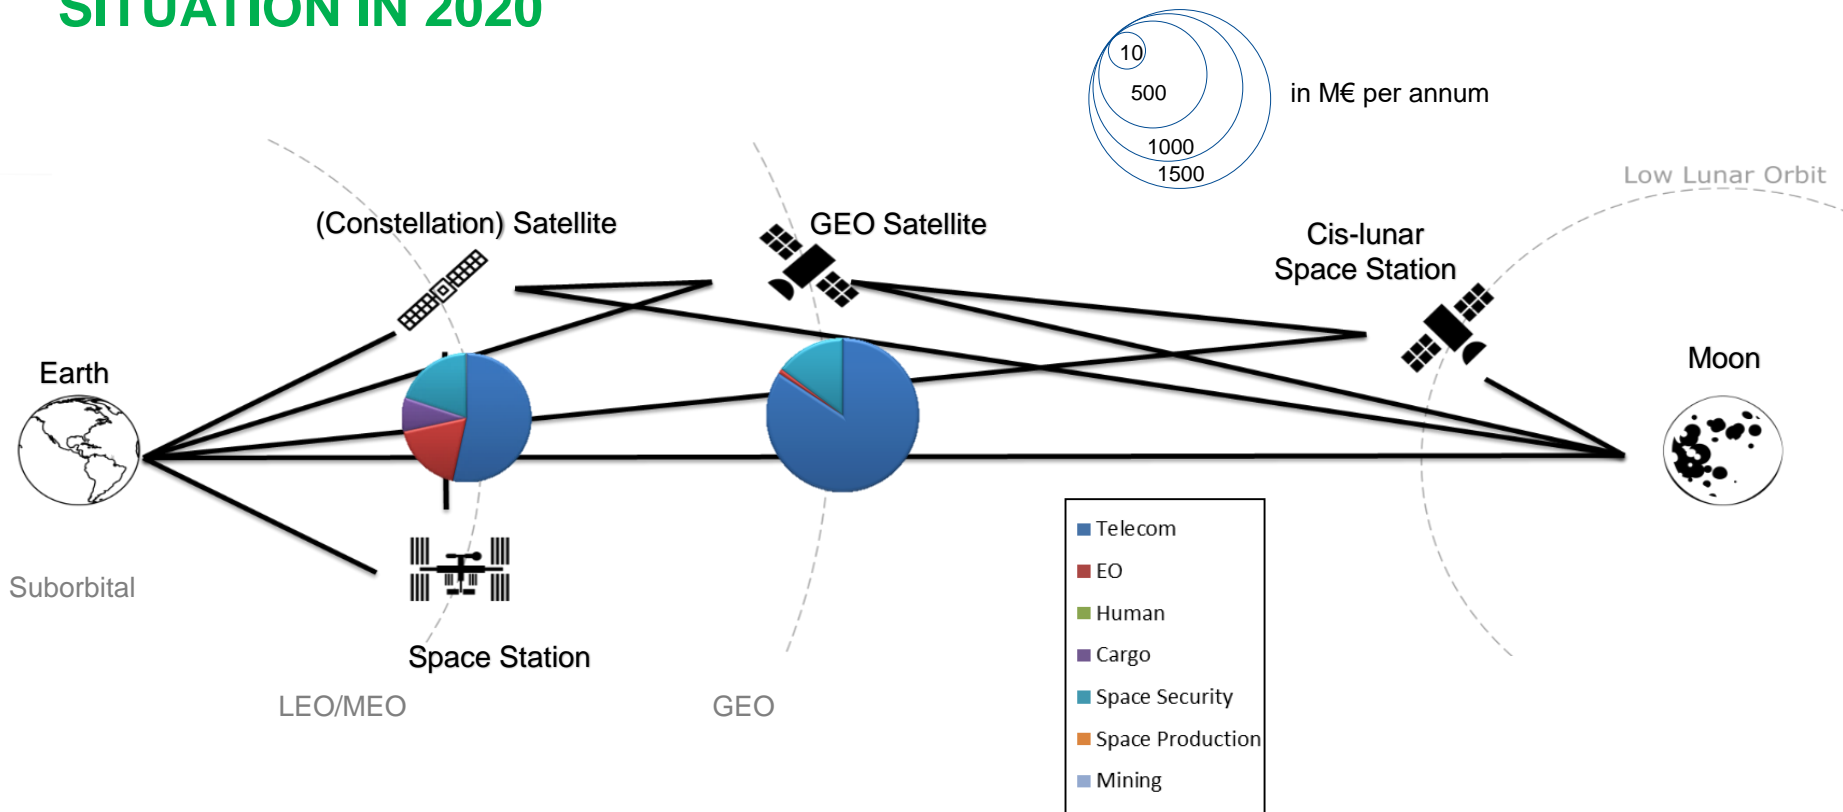 SITUATION IN 2020
10
500
1000
1500
in M€ per annum
Low Lunar Orbit
(Constellation) Satellite
GEO Satellite
Cis-lunar
Space Station
Earth
Moon
Suborbital
Space Station
LEO/MEO
GEO
Telecom
EO
Human
Cargo
Space Security
Space Production
Mining